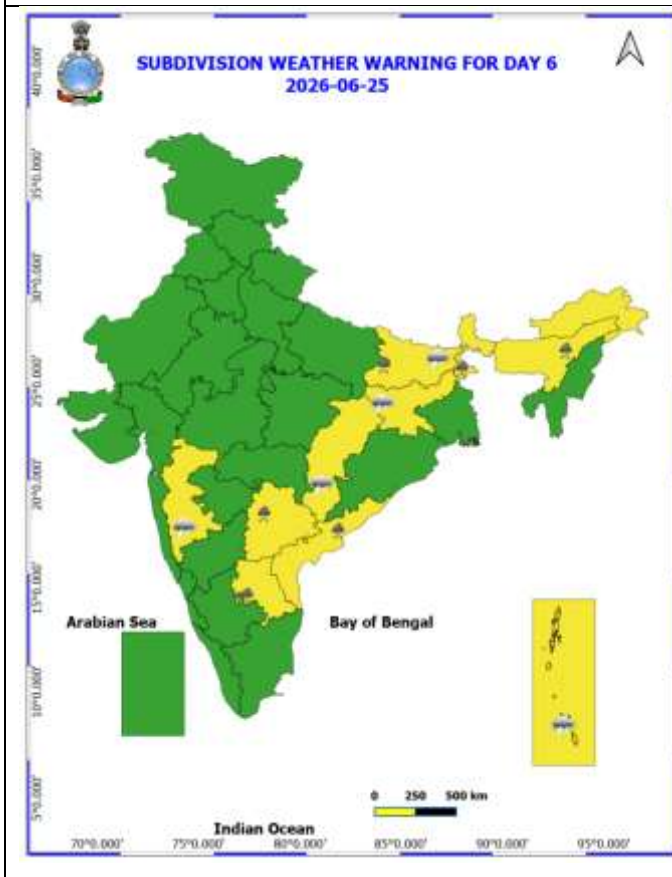 SUBDIVISION WEATHER WARNING FOR DAY 6
2026-06-25
40°0.000'
35°0.000'
30°0.000'
25°0.000'
20°0.000'
15°0.000'
10°0.000'
5°0.000'
Arabian Sea
Bay of Bengal
0 250 500 km
Indian Ocean
70°0.000' 75°0.000' 80°0.000' 85°0.000' 90°0.000' 95°0.000'